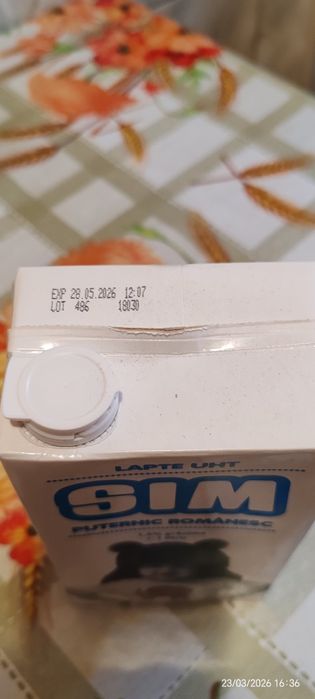 EXP 28.05.2026 12:07
LOT 486 18030
LAPTE UHT
SIM
PUTERNIC ROMÂNESC
23/03/2026 16:36